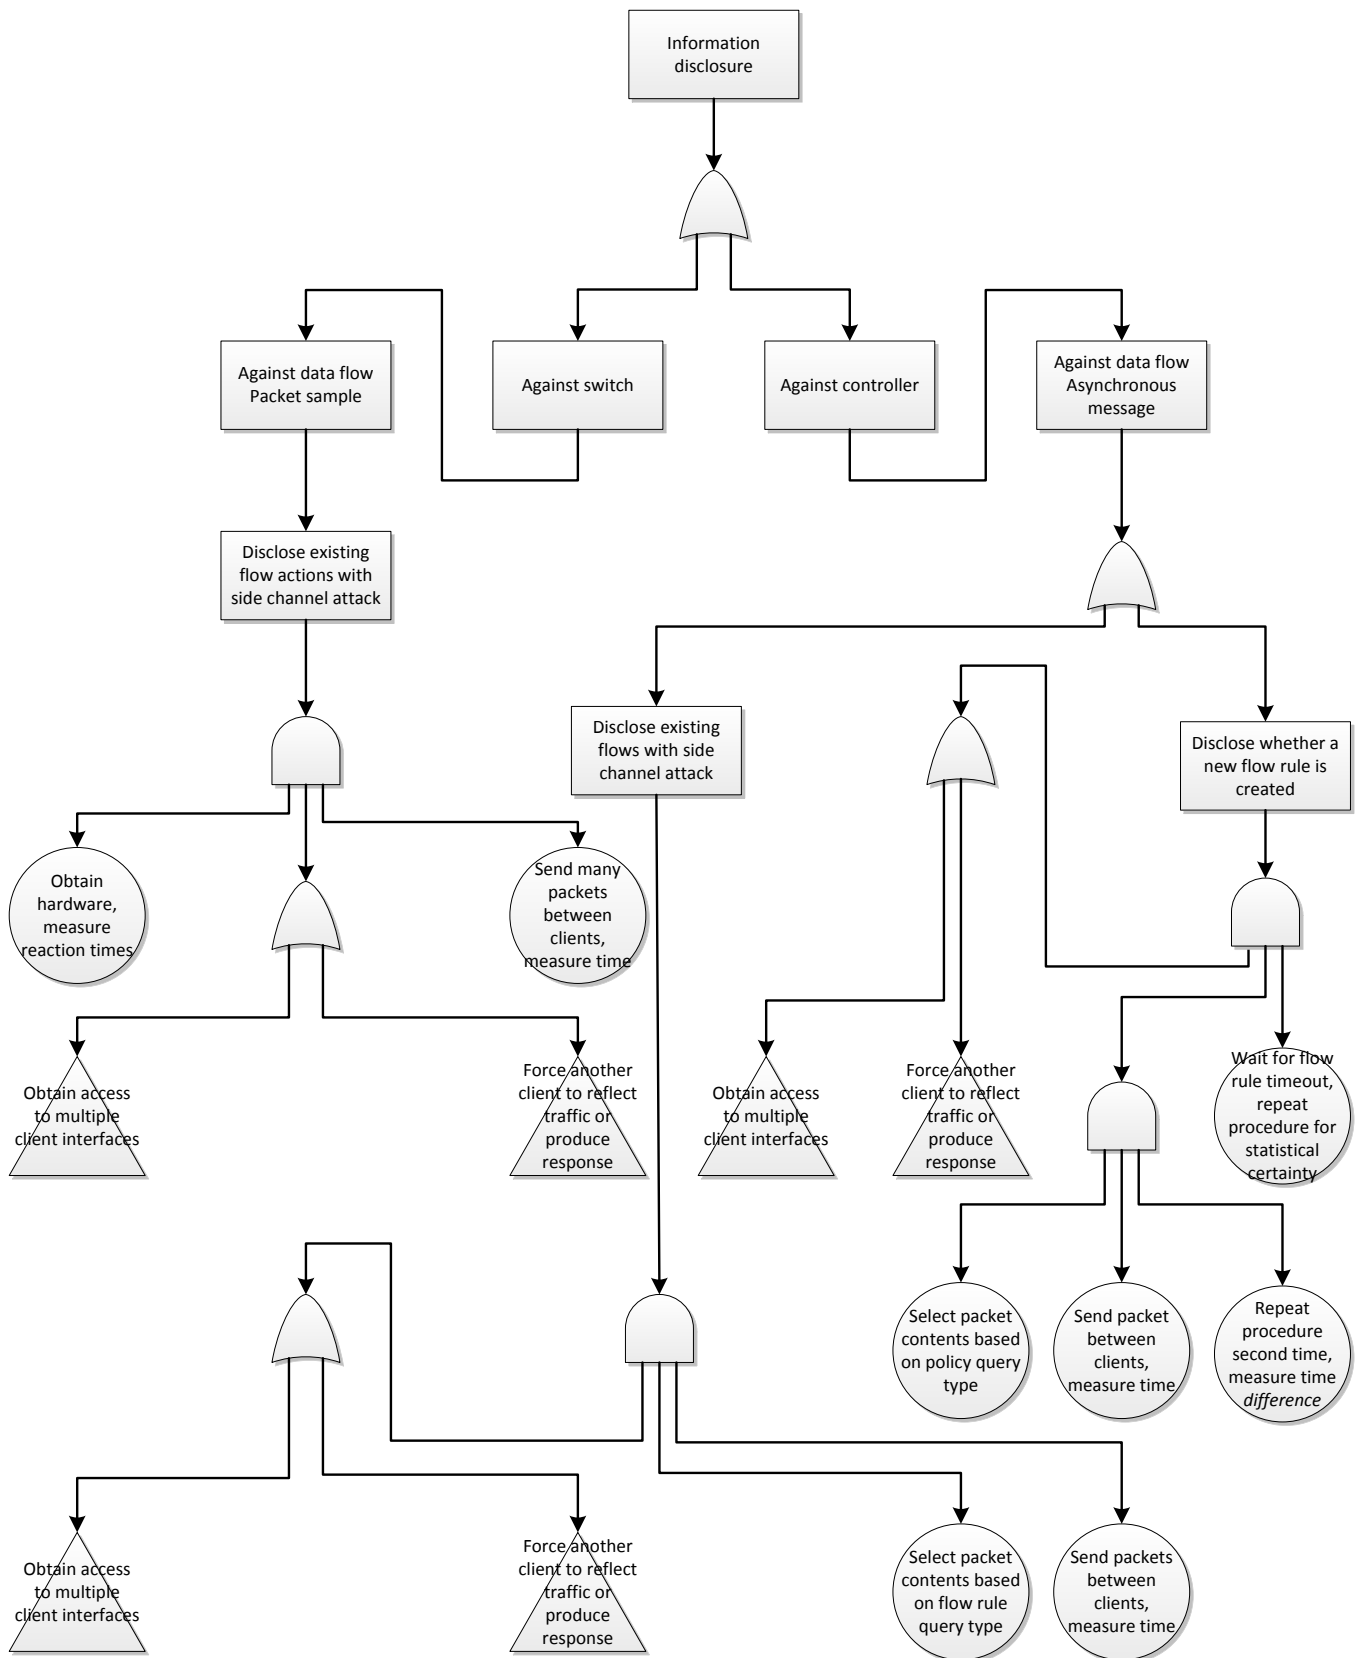 Information
disclosure
Against data flow
Packet sample
Against switch
Against controller
Against data flow
Asynchronous
message
Disclose existing
flow actions with
side channel attack
Disclose existing
flows with side
channel attack
Disclose whether a
new flow rule is
created
Obtain
hardware,
measure
reaction times
Send many
packets
between
clients,
measure time
Obtain access
to multiple
client interfaces
Force another
client to reflect
traffic or
produce
response
Obtain access
to multiple
client interfaces
Force another
client to reflect
traffic or
produce
response
Wait for flow
rule timeout,
repeat
procedure for
statistical
certainty
Select packet
contents based
on policy query
type
Send packet
between
clients,
measure time
Repeat
procedure
second time,
measure time
difference
Obtain access
to multiple
client interfaces
Force another
client to reflect
traffic or
produce
response
Select packet
contents based
on flow rule
query type
Send packets
between
clients,
measure time